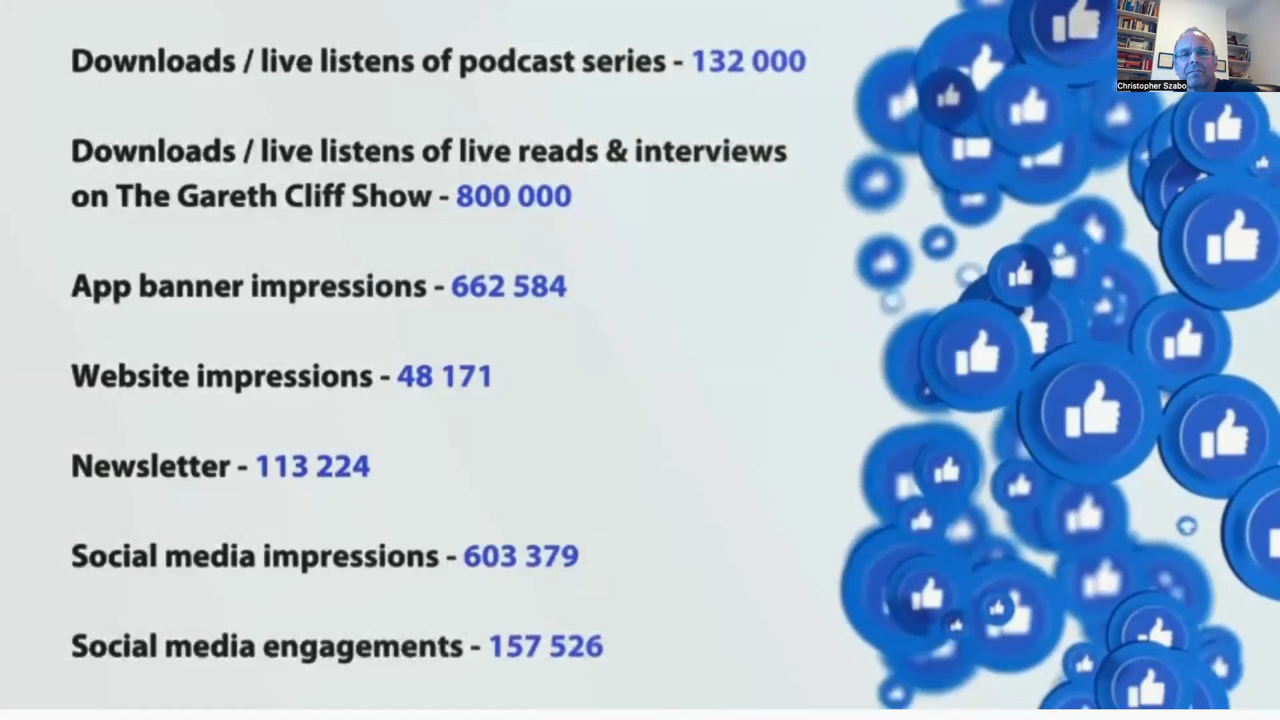 Downloads / live listens of podcast series - 132 000
Downloads / live listens of live reads & interviews
on The Gareth Cliff Show - 800 000
App banner impressions - 662 584
Website impressions - 48 171
Newsletter - 113 224
Social media impressions - 603 379
Social media engagements - 157 526
Christopher Szabo